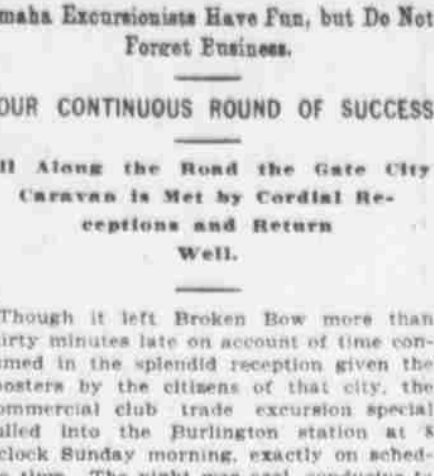 maha Excursionists Have Fun, but Do Not
Forget Business.
OUR CONTINUOUS ROUND OF SUCCESS
ll Along the Road the Gate City
Caravan is Met by Cordial Re-
ceptions and Return
Well.
Though it left Broken Bow more than
irty minutes late on account of time con-
umed in the splendid reception given the
oosters by the citizens of that city, the
ommercial club trade excursion special
ulled into the Burlington station at 8
clock Sunday morning, exactly on sched-